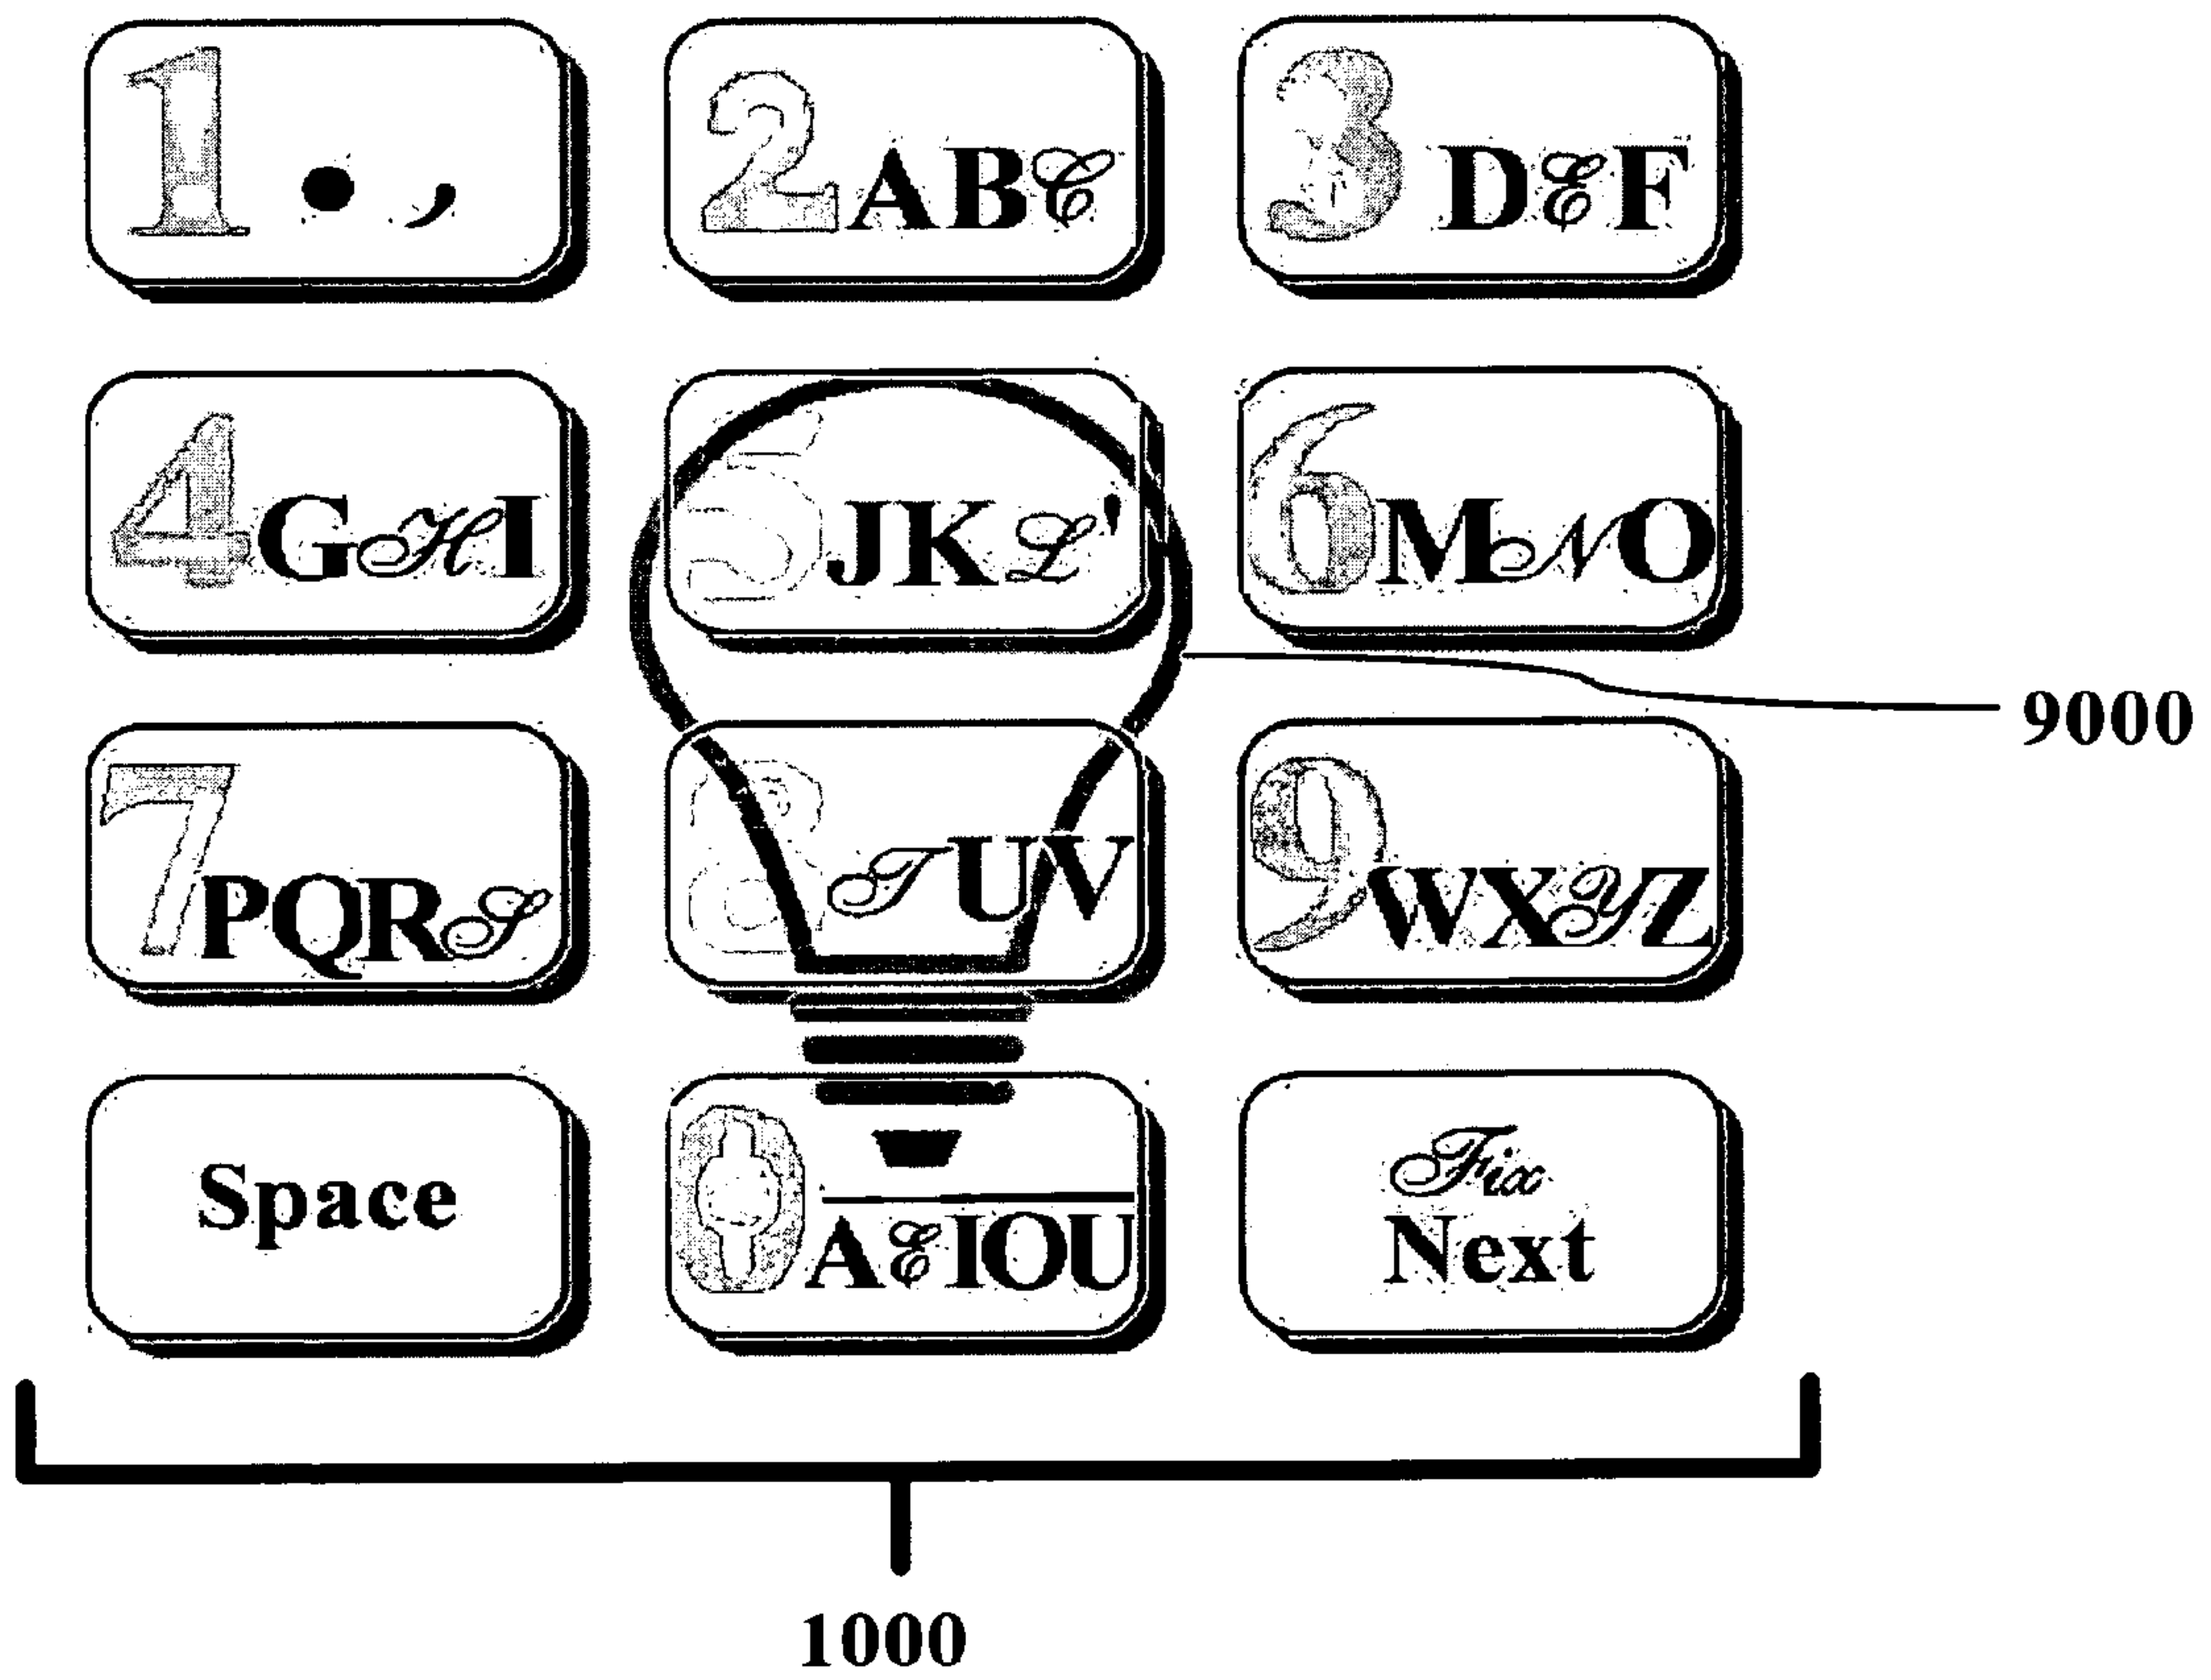 1 . ,
2 ABC
3 DEF
4 GHI
5 JKL'
6 MNO
9000
7 PQRS
8 TUV
9 WXYZ
Space
0 AEIOU
Fix
Next
1000